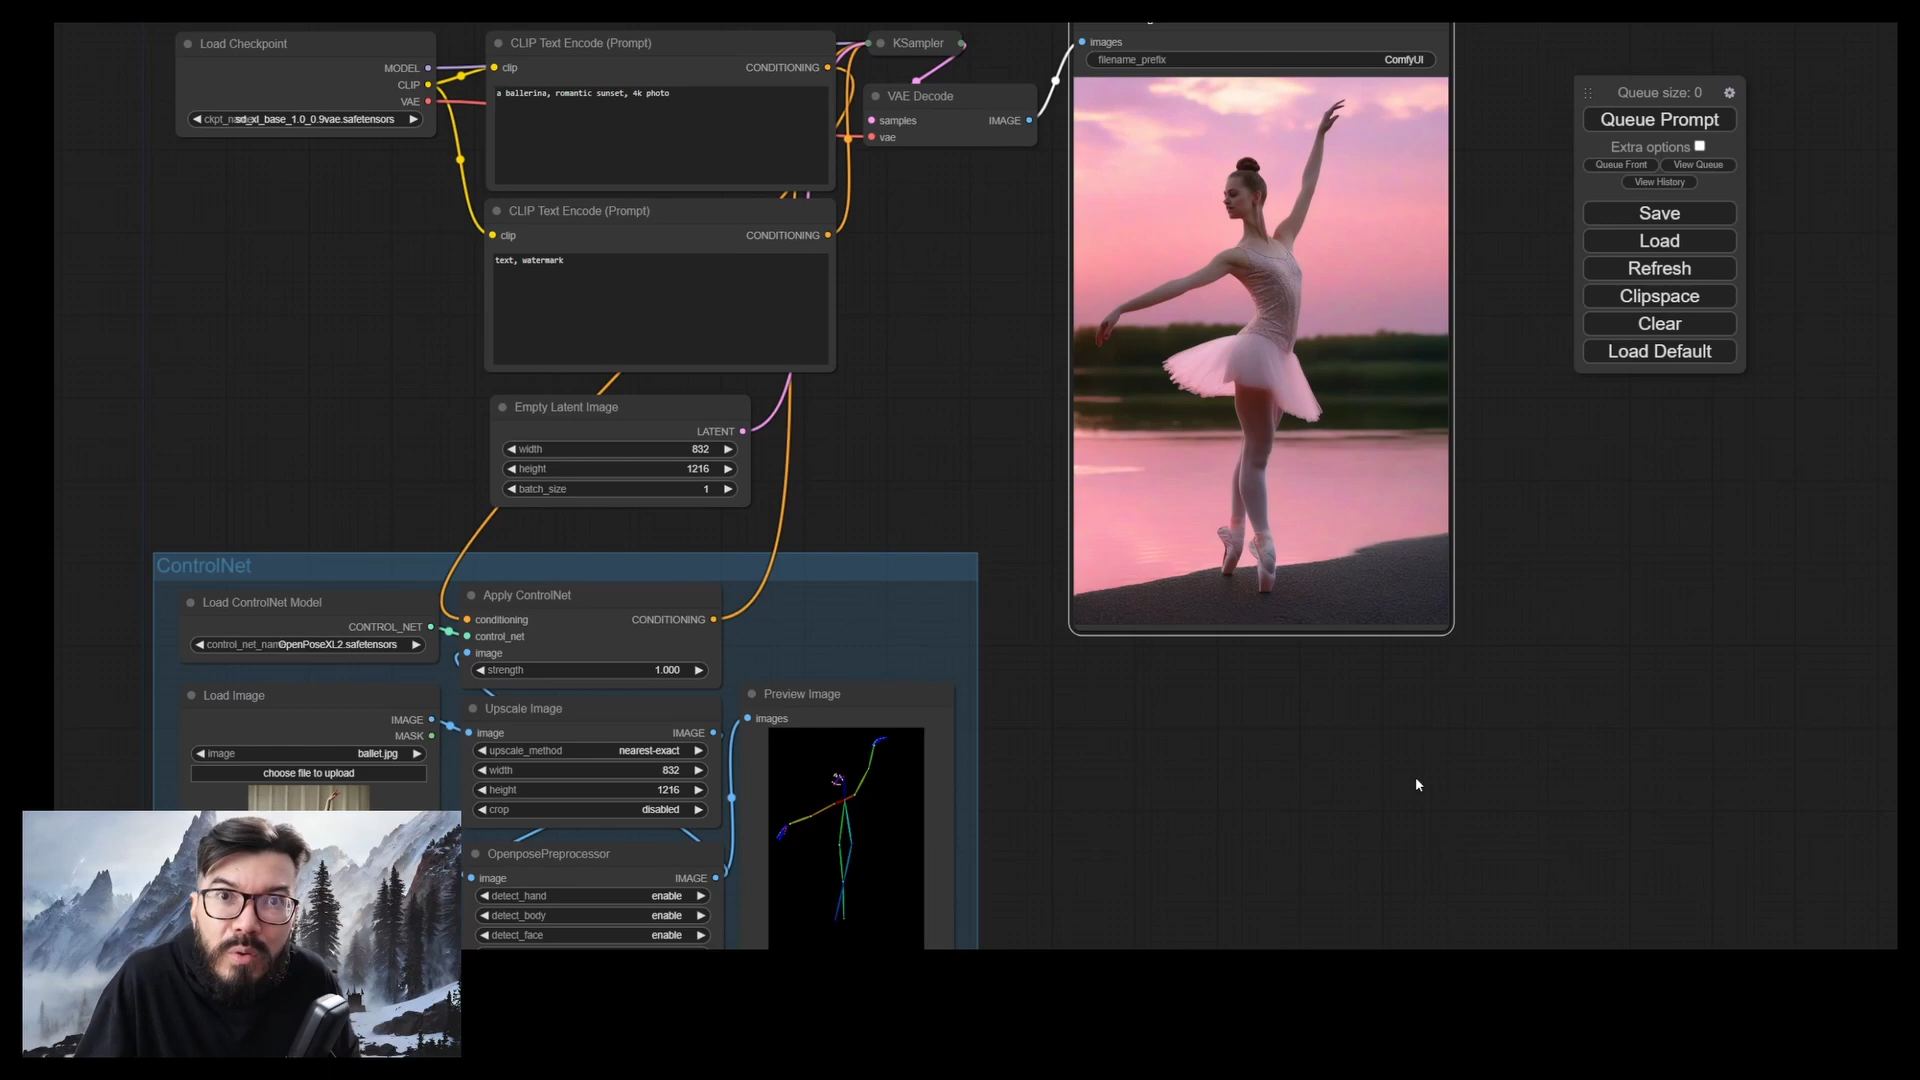 Load Checkpoint
MODEL
CLIP
VAE
sd_xl_base_1.0_0.9vae.safetensors
CLIP Text Encode (Prompt)
clip
CONDITIONING
a ballerina, romantic sunset, 4k photo
CLIP Text Encode (Prompt)
clip
CONDITIONING
text, watermark
KSampler
VAE Decode
samples
IMAGE
vae
images
filename_prefix
ComfyUI
Queue size: 0
Queue Prompt
Extra options
Queue Front
View Queue
View History
Save
Load
Refresh
Clipspace
Clear
Load Default
Empty Latent Image
LATENT
width 832
height 1216
batch_size 1
ControlNet
Load ControlNet Model
CONTROL_NET
OpenPoseXL2.safetensors
Apply ControlNet
conditioning
CONDITIONING
control_net
image
strength 1.000
Load Image
IMAGE
MASK
image ballet.jpg
choose file to upload
Upscale Image
image
IMAGE
upscale_method nearest-exact
width 832
height 1216
crop disabled
OpenposePreprocessor
image
IMAGE
detect_hand enable
detect_body enable
detect_face enable
Preview Image
images